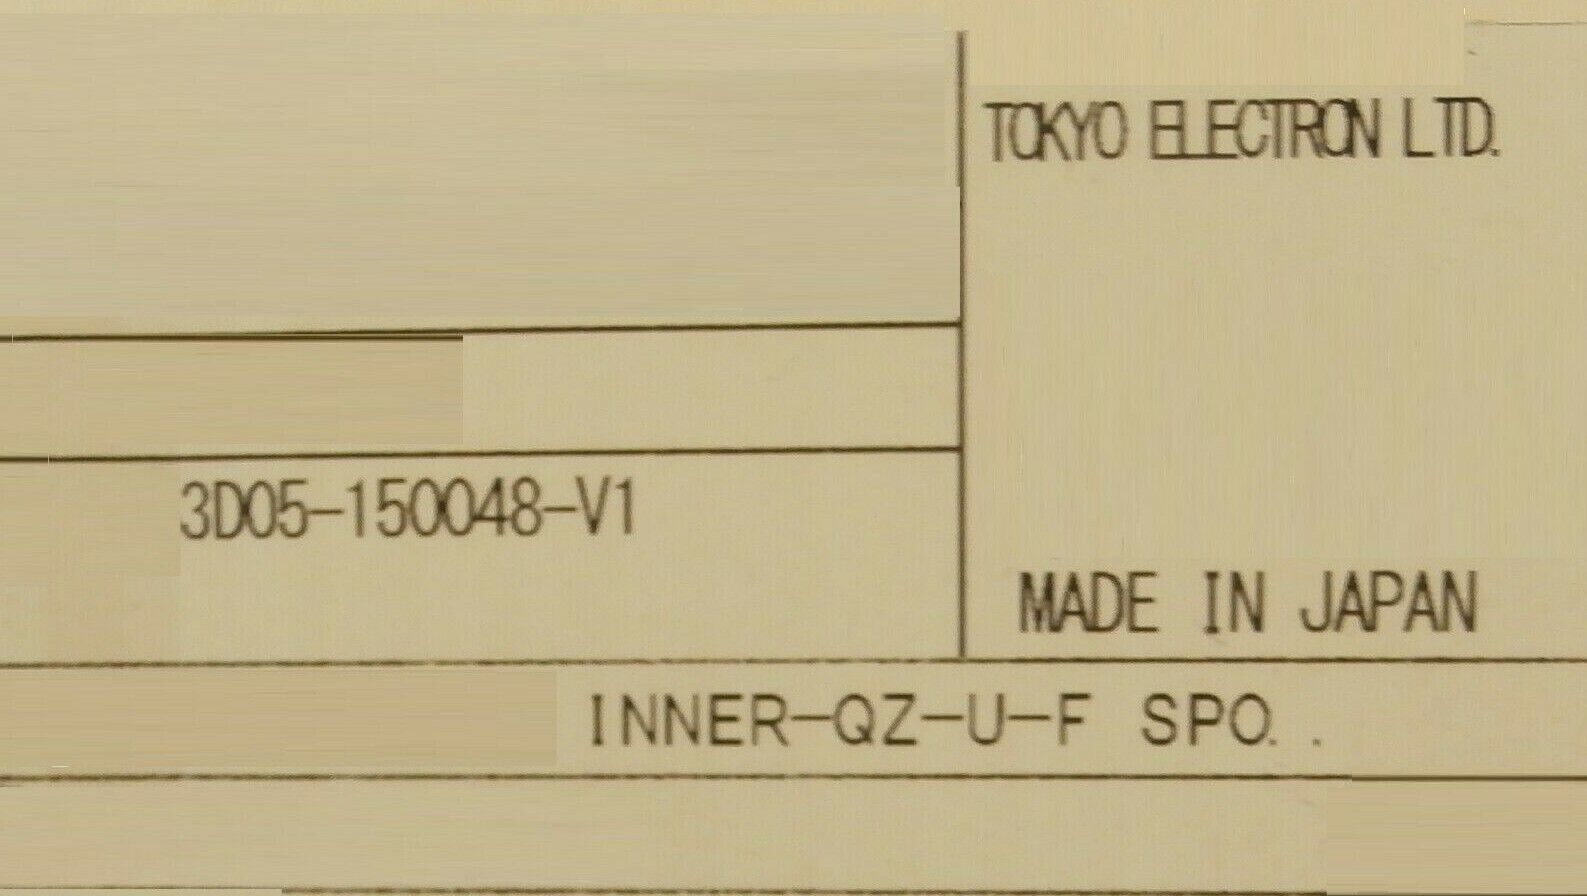 TOKYO ELECTRON LTD.
3D05-150048-V1
MADE IN JAPAN
INNER-QZ-U-F SPO. .